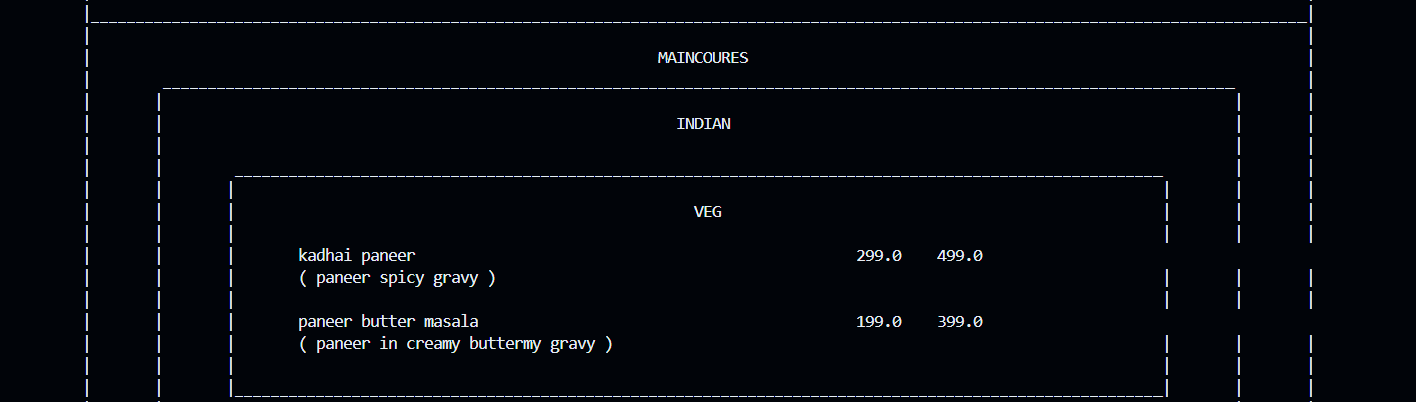 MAINCOURES
INDIAN
VEG
kadhai paneer 299.0 499.0
( paneer spicy gravy )
paneer butter masala 199.0 399.0
( paneer in creamy buttermy gravy )